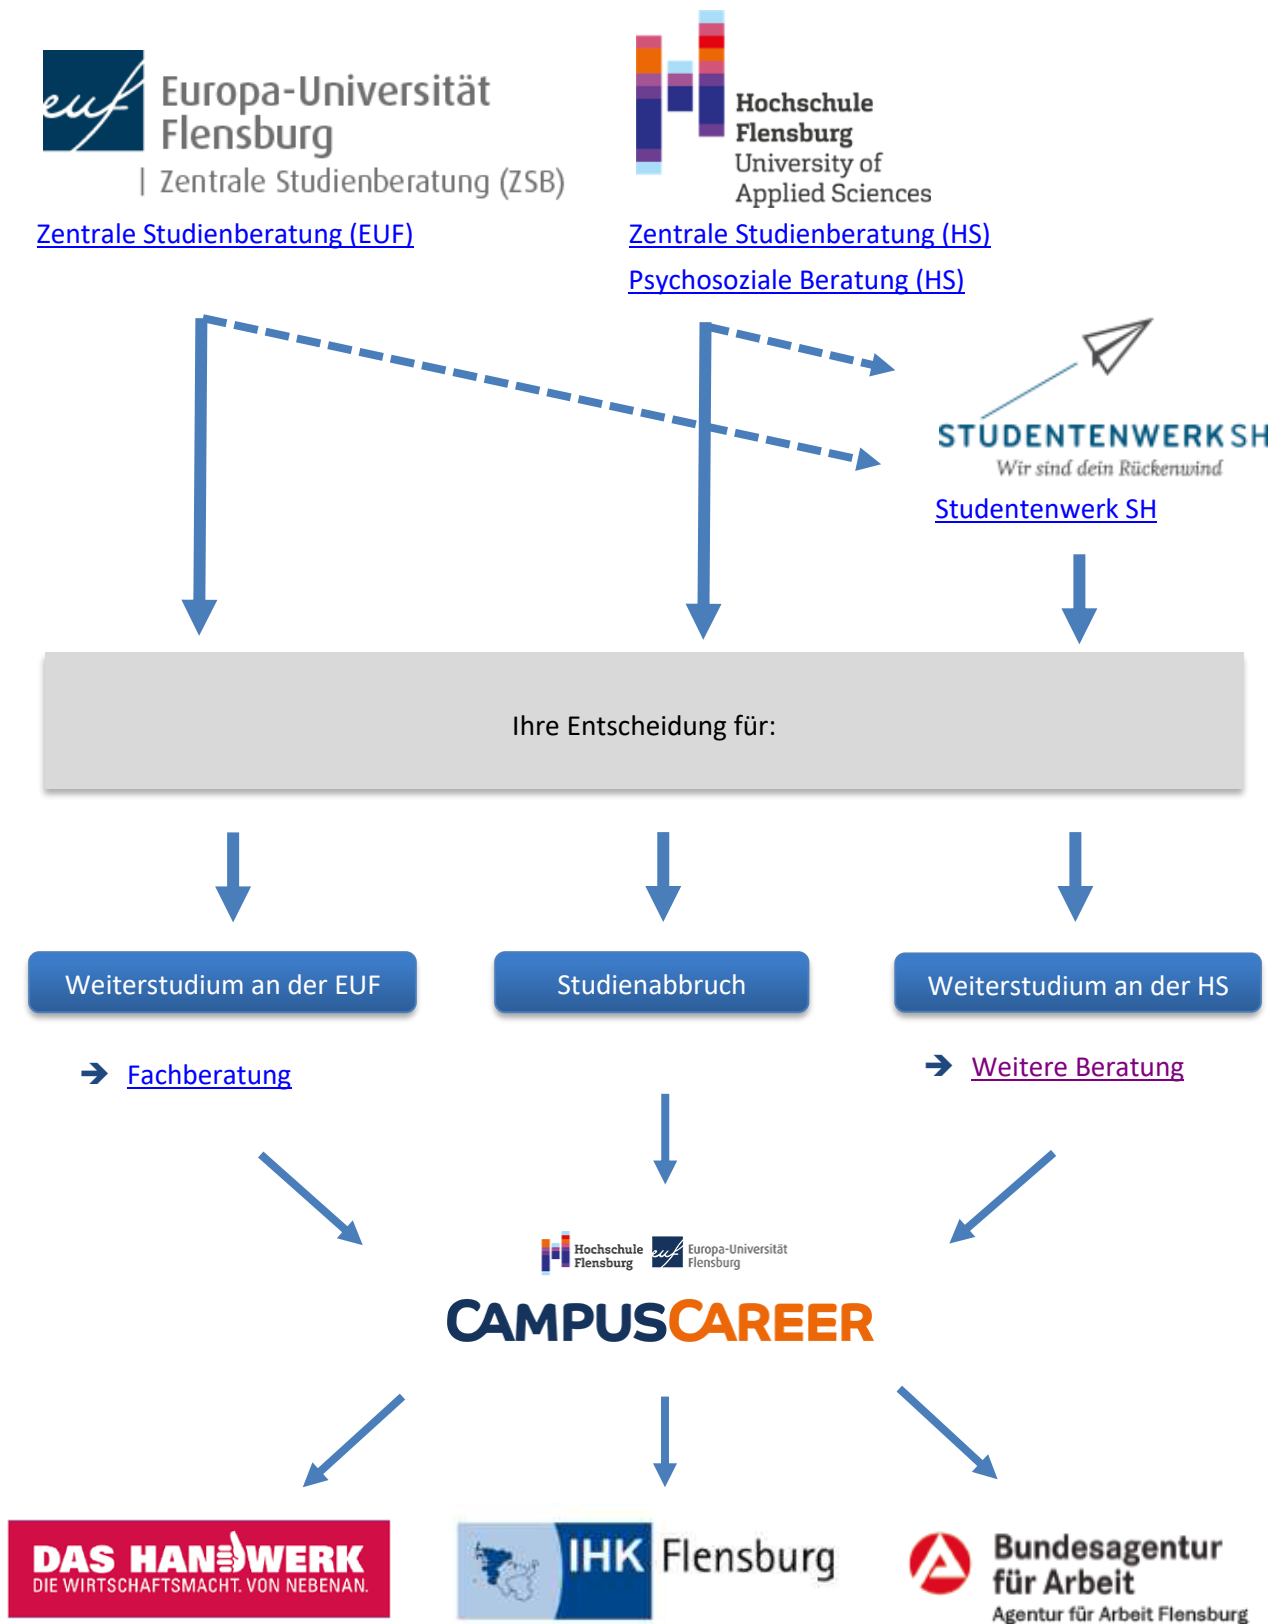 euf
Europa-Universität
Flensburg
| Zentrale Studienberatung (ZSB)
Hochschule
Flensburg
University of
Applied Sciences
Zentrale Studienberatung (EUF)
Zentrale Studienberatung (HS)
Psychosoziale Beratung (HS)
STUDENTENWERK SH
Wir sind dein Rückenwind
Studentenwerk SH
Ihre Entscheidung für:
Weiterstudium an der EUF
Studienabbruch
Weiterstudium an der HS
➔ Fachberatung
➔ Weitere Beratung
Hochschule
Flensburg
euf
Europa-Universität
Flensburg
CAMPUSCAREER
DAS HANDWERK
DIE WIRTSCHAFTSMACHT. VON NEBENAN.
IHK Flensburg
Bundesagentur
für Arbeit
Agentur für Arbeit Flensburg